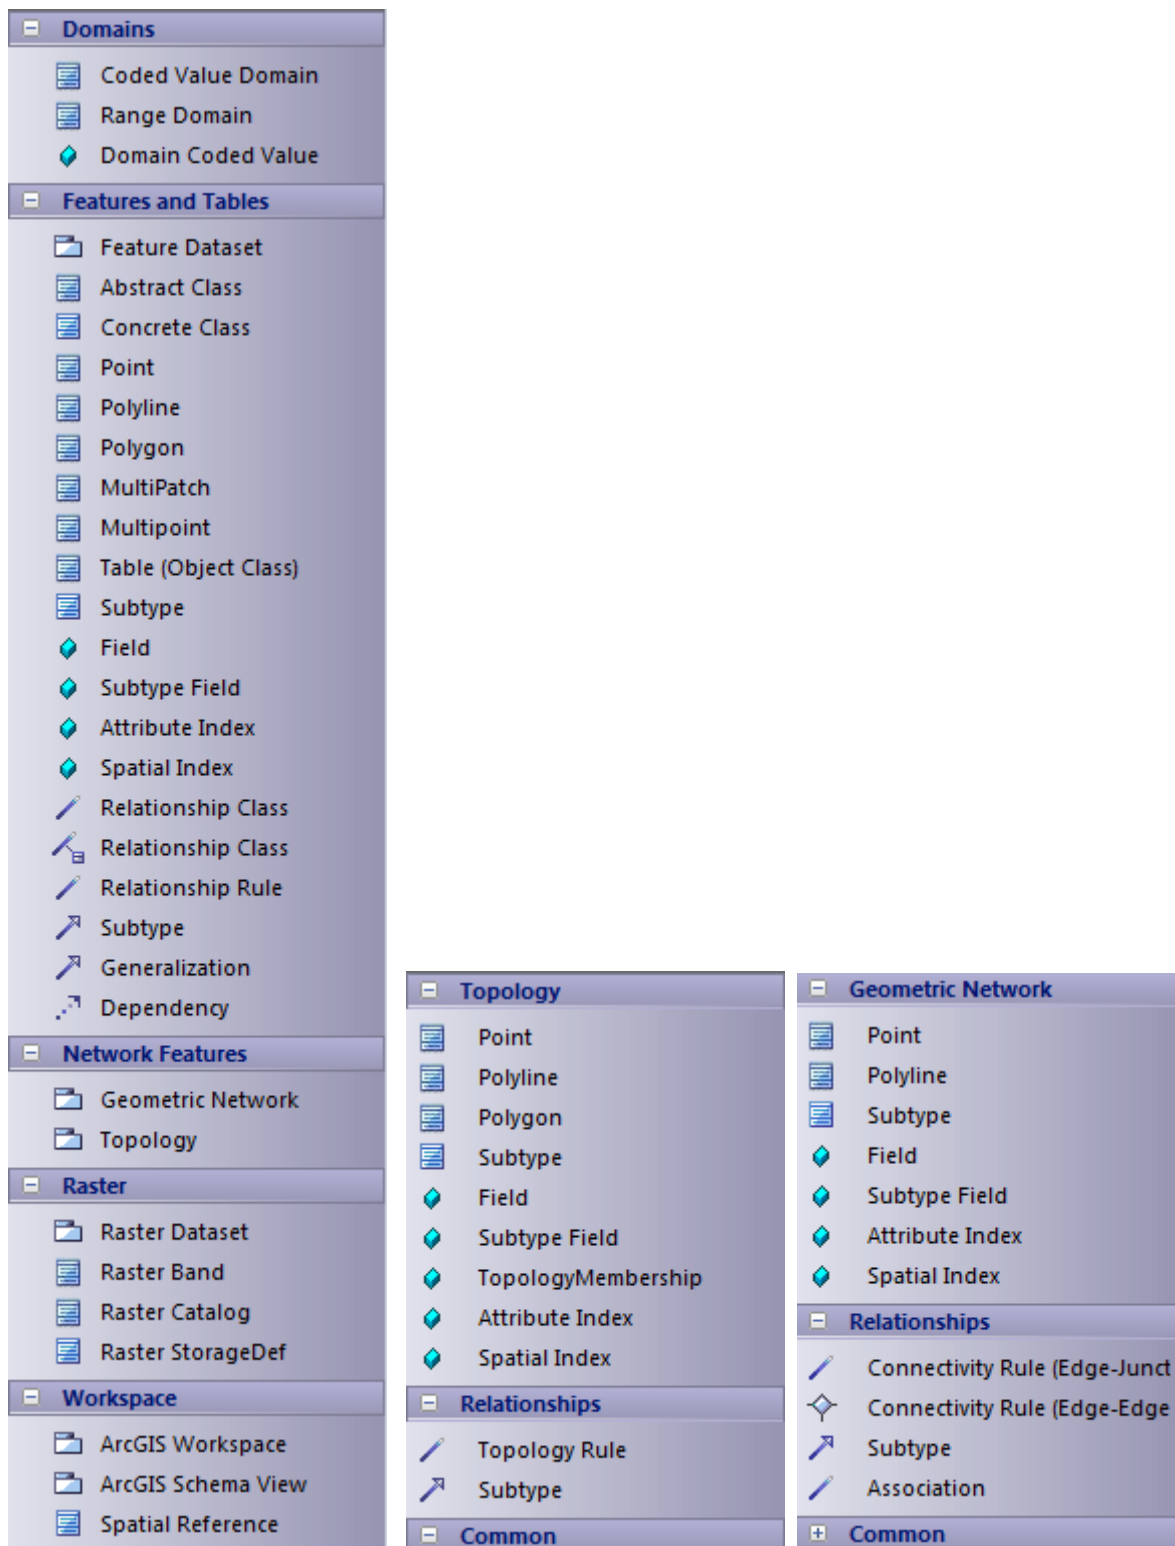 Domains
Coded Value Domain
Range Domain
Domain Coded Value
Features and Tables
Feature Dataset
Abstract Class
Concrete Class
Point
Polyline
Polygon
MultiPatch
Multipoint
Table (Object Class)
Subtype
Field
Subtype Field
Attribute Index
Spatial Index
Relationship Class
Relationship Class
Relationship Rule
Subtype
Generalization
Dependency
Network Features
Geometric Network
Topology
Raster
Raster Dataset
Raster Band
Raster Catalog
Raster StorageDef
Workspace
ArcGIS Workspace
ArcGIS Schema View
Spatial Reference
Topology
Point
Polyline
Polygon
Subtype
Field
Subtype Field
TopologyMembership
Attribute Index
Spatial Index
Relationships
Topology Rule
Subtype
Common
Geometric Network
Point
Polyline
Subtype
Field
Subtype Field
Attribute Index
Spatial Index
Relationships
Connectivity Rule (Edge-Junct
Connectivity Rule (Edge-Edge
Subtype
Association
Common